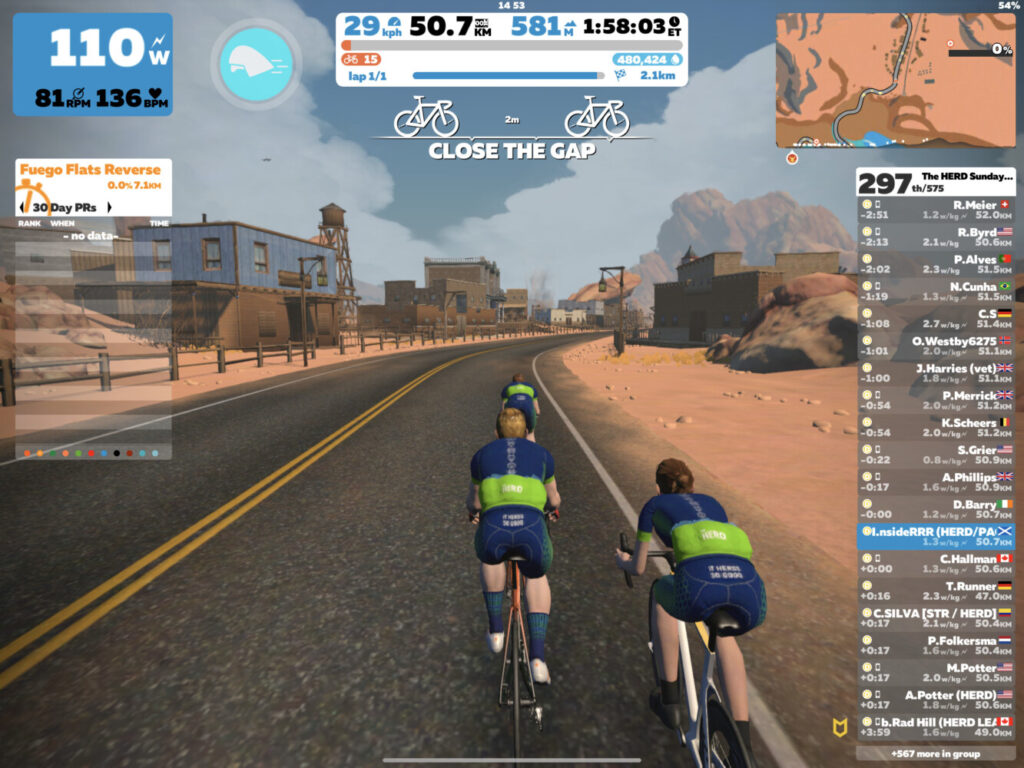 14 53
54%
110 w
81 RPM 136 BPM
29 kph 50.7 KM 581 M 1:58:03 ET
15
480,424
lap 1/1
2.1km
2m
CLOSE THE GAP
0%
Fuego Flats Reverse
0.0% 7.1KM
30 Day PRs
RANK WHEN TIME
- no data-
297 th/575 The HERD Sunday...
R.Meier
-2:51 1.2w/kg 52.0KM
R.Byrd
-2:13 2.1w/kg 50.6KM
P.Alves
-2:02 2.3w/kg 51.5KM
N.Cunha
-1:19 1.3w/kg 51.5KM
C.S
-1:08 2.7w/kg 51.4KM
O.Westby6275
-1:01 2.0w/kg 51.1KM
J.Harries (vet)
-1:00 1.8w/kg 51.1KM
P.Merrick
-0:54 2.0w/kg 51.2KM
K.Scheers
-0:54 2.0w/kg 51.2KM
S.Grier
-0:22 0.8w/kg 50.9KM
A.Phillips
-0:17 1.6w/kg 50.9KM
D.Barry
-0:00 1.2w/kg 50.7KM
I.nsideRRR (HERD/PA
1.3w/kg 50.7KM
C.Hallman
+0:00 1.3w/kg 50.6KM
T.Runner
+0:16 2.3w/kg 47.0KM
C.SILVA [STR / HERD]
+0:17 2.1w/kg 50.4KM
P.Folkersma
+0:17 1.6w/kg 50.4KM
M.Potter
+0:17 2.0w/kg 50.5KM
A.Potter (HERD)
+0:17 1.8w/kg 50.6KM
b.Rad Hill (HERD LEA
+3:59 1.6w/kg 49.0KM
+567 more in group
HERD
IT HERDS
SO GOOD
HERD
IT HERDS
SO GOOD